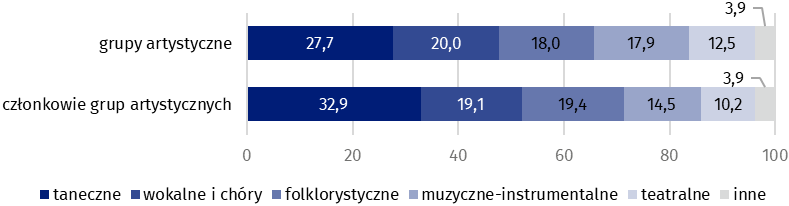 3,9
grupy artystyczne 27,7 20,0 18,0 17,9 12,5
3,9
członkowie grup artystycznych 32,9 19,1 19,4 14,5 10,2
0 20 40 60 80 100
taneczne wokalne i chóry folklorystyczne muzyczne-instrumentalne teatralne inne